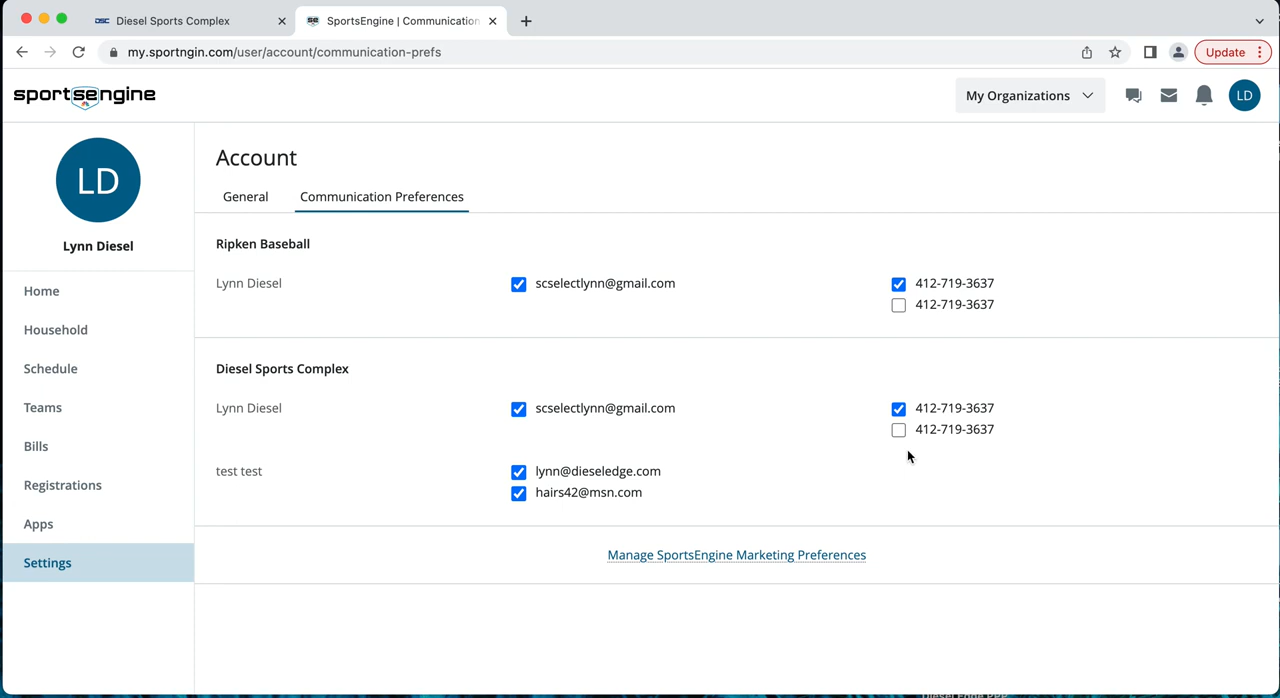 Diesel Sports Complex
SportsEngine | Communication
my.sportngin.com/user/account/communication-prefs
Update
sportsengine
My Organizations
LD
LD
Lynn Diesel
Home
Household
Schedule
Teams
Bills
Registrations
Apps
Settings
Account
General
Communication Preferences
Ripken Baseball
Lynn Diesel
scselectlynn@gmail.com
412-719-3637
412-719-3637
Diesel Sports Complex
Lynn Diesel
scselectlynn@gmail.com
412-719-3637
412-719-3637
test test
lynn@dieseledge.com
hairs42@msn.com
Manage SportsEngine Marketing Preferences